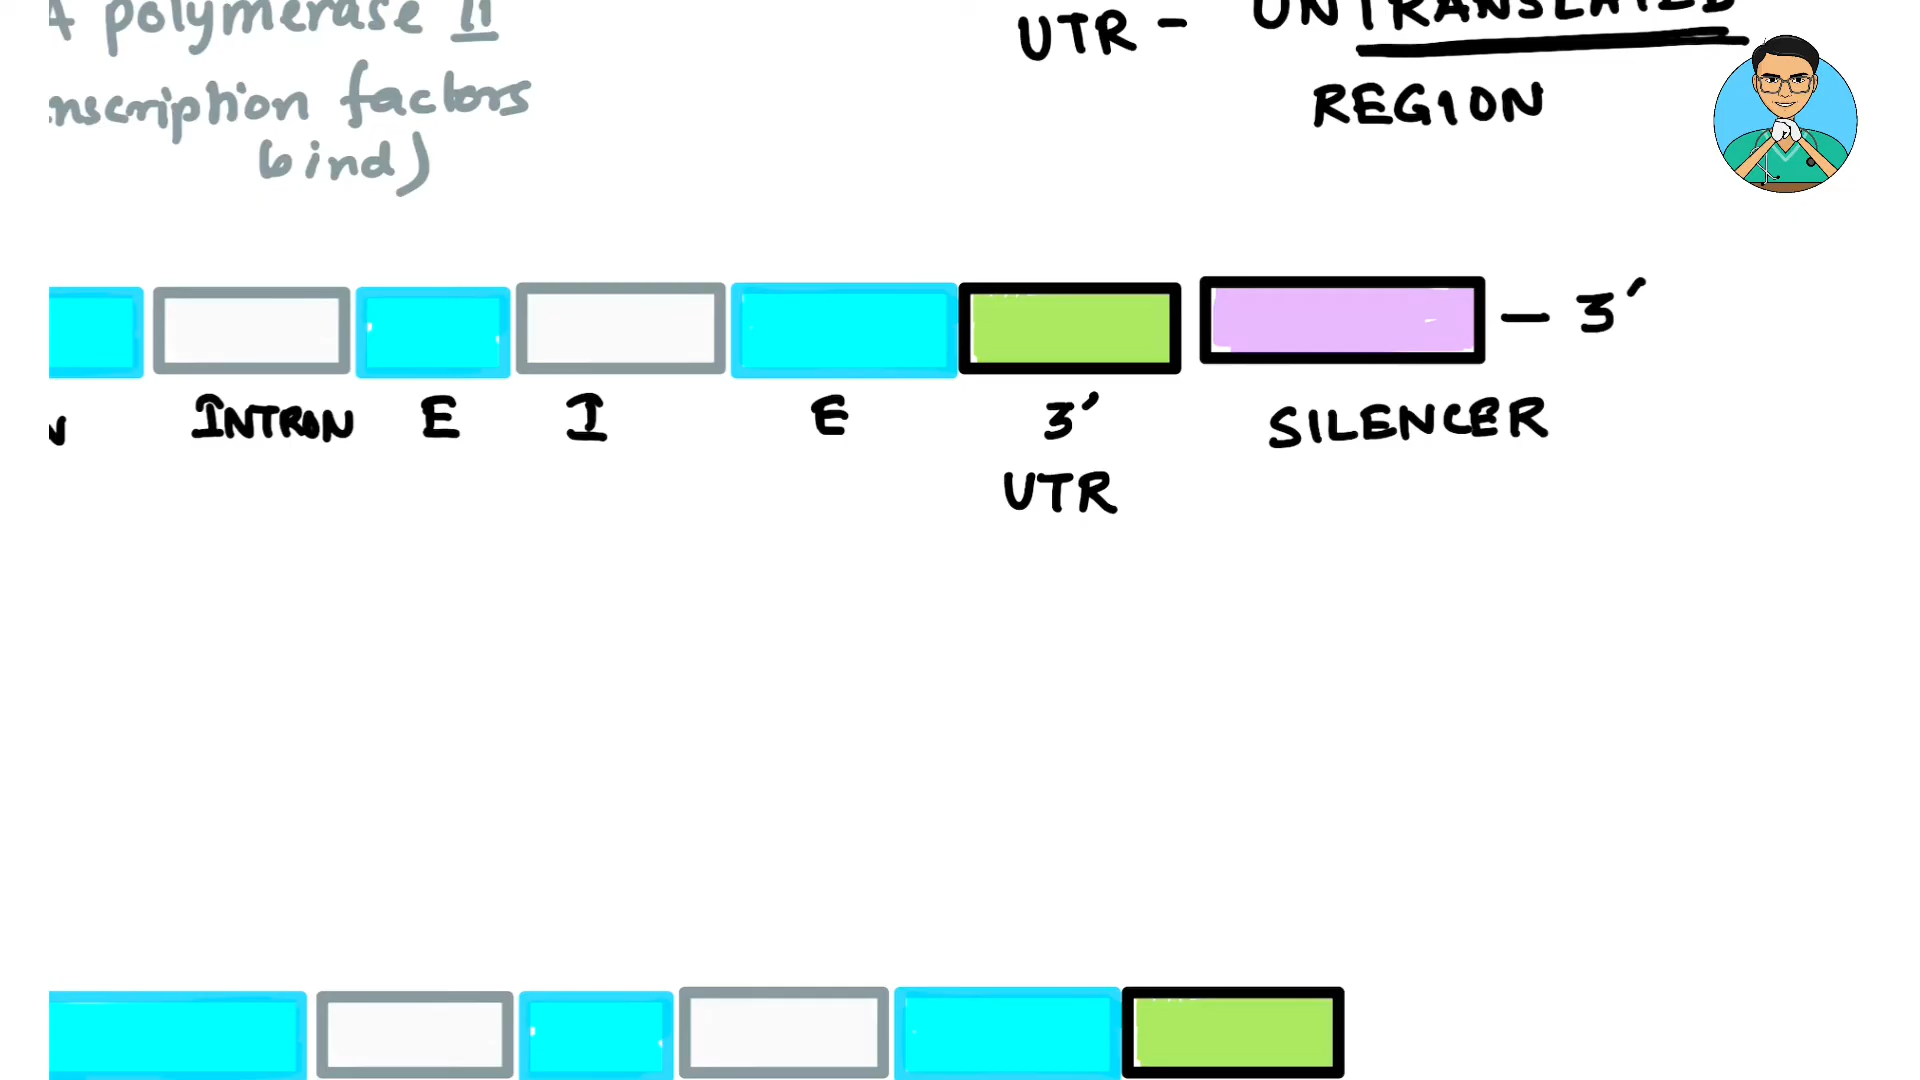 polymerase II
nscription factors
bind)
UTR - UNTRANSLATED
REGION
- 3'
N INTRON E I E 3' SILENCER
UTR